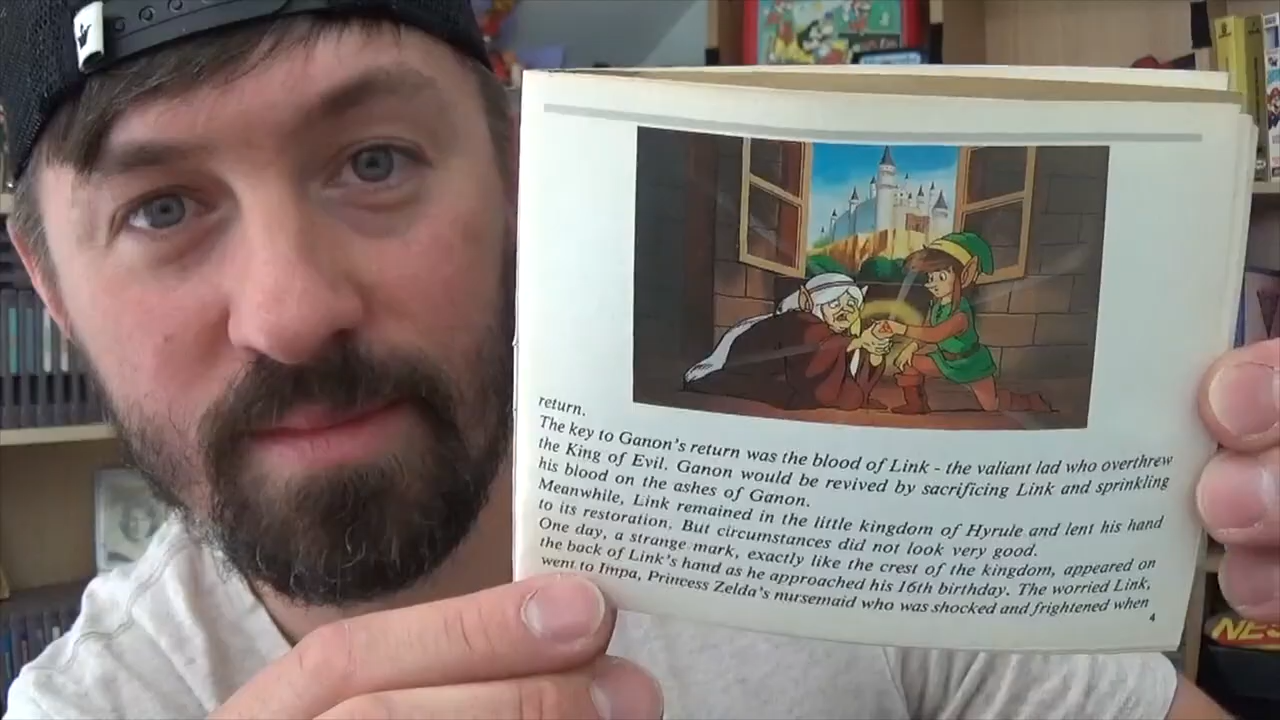 return.
The key to Ganon's return was the blood of Link - the valiant lad who overthrew
the King of Evil. Ganon would be revived by sacrificing Link and sprinkling
his blood on the ashes of Ganon.
Meanwhile, Link remained in the little kingdom of Hyrule and lent his hand
to its restoration. But circumstances did not look very good.
One day, a strange mark, exactly like the crest of the kingdom, appeared on
the back of Link's hand as he approached his 16th birthday. The worried Link,
went to Impa, Princess Zelda's nursemaid who was shocked and frightened when
4
NES